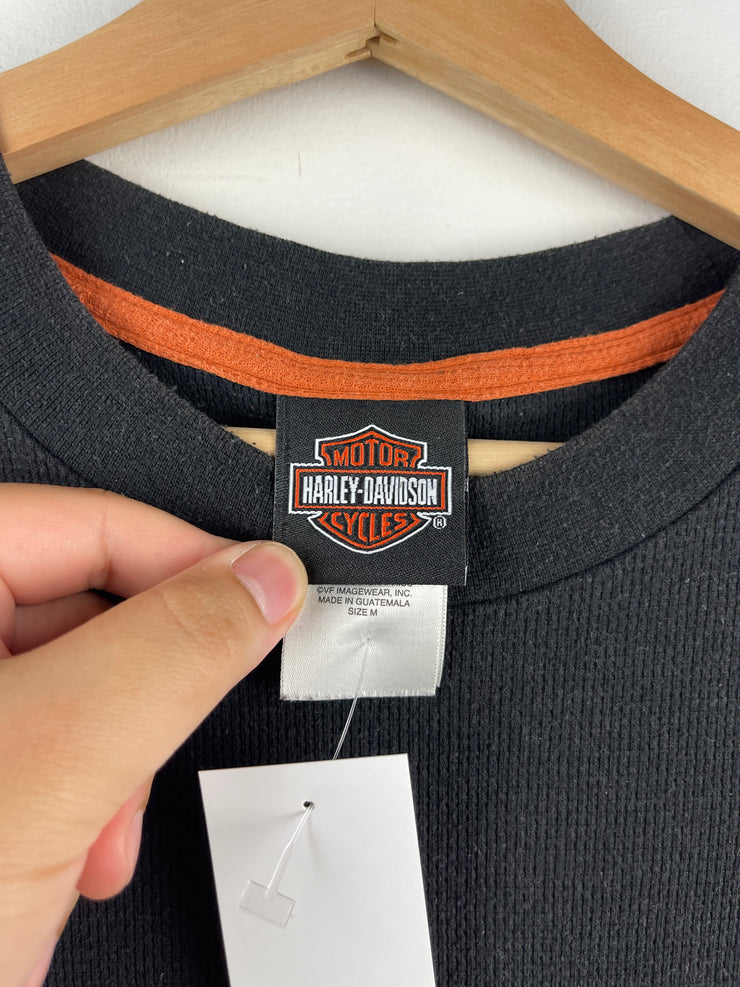 MOTOR
HARLEY-DAVIDSON
CYCLES ®
©VF IMAGEWEAR, INC.
MADE IN GUATEMALA
SIZE M